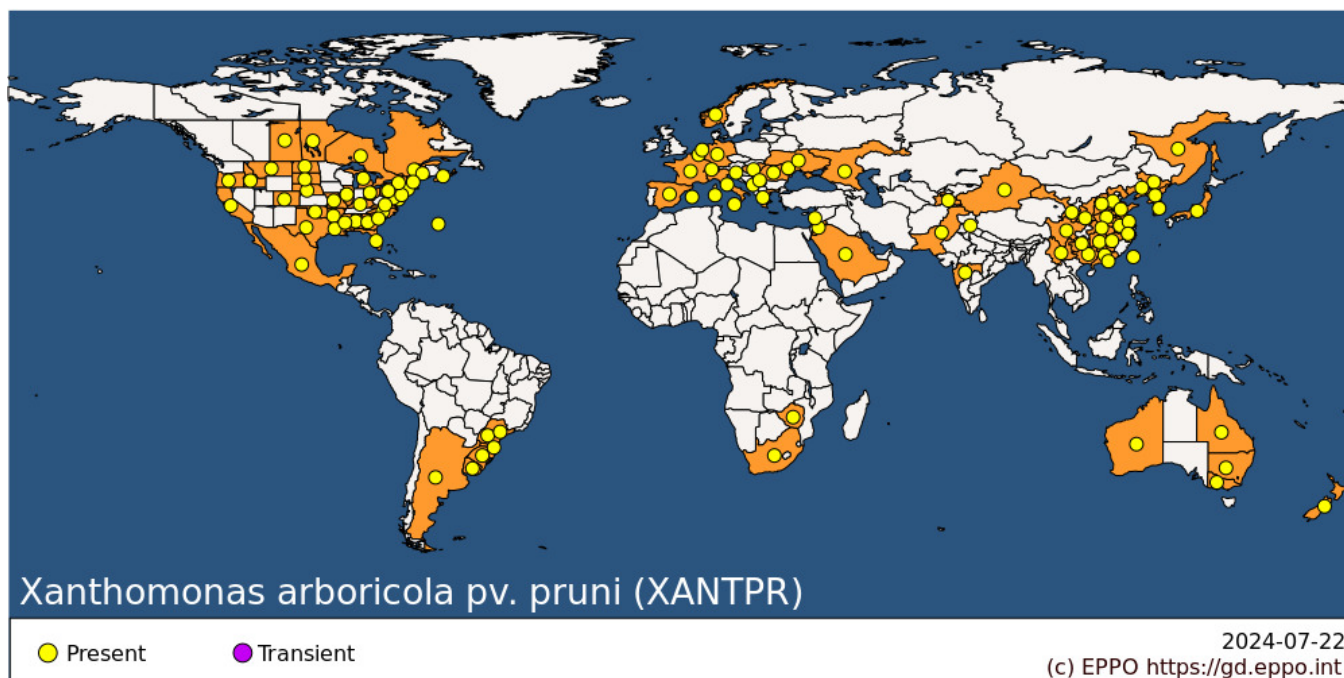 Xanthomonas arboricola pv. pruni (XANTPR)
Present
Transient
2024-07-22
(c) EPPO https://gd.eppo.int